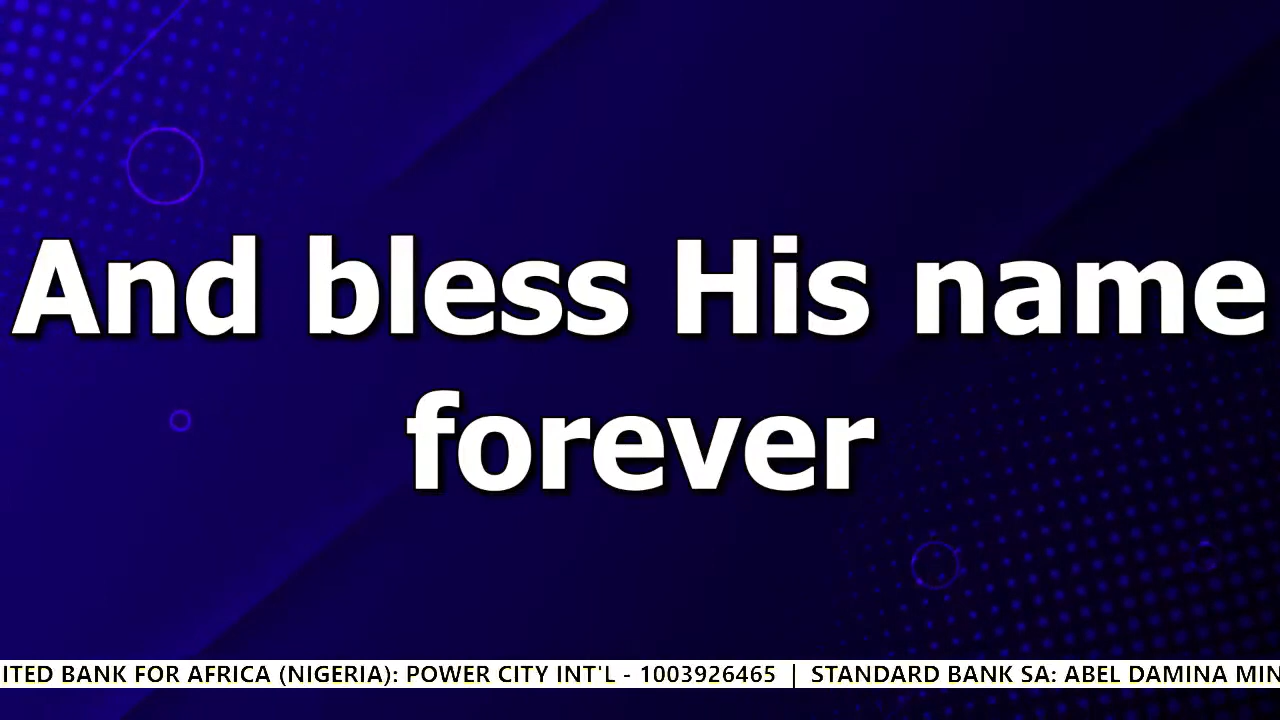 And bless His name
forever
ITED BANK FOR AFRICA (NIGERIA): POWER CITY INT'L - 1003926465 | STANDARD BANK SA: ABEL DAMINA MIN